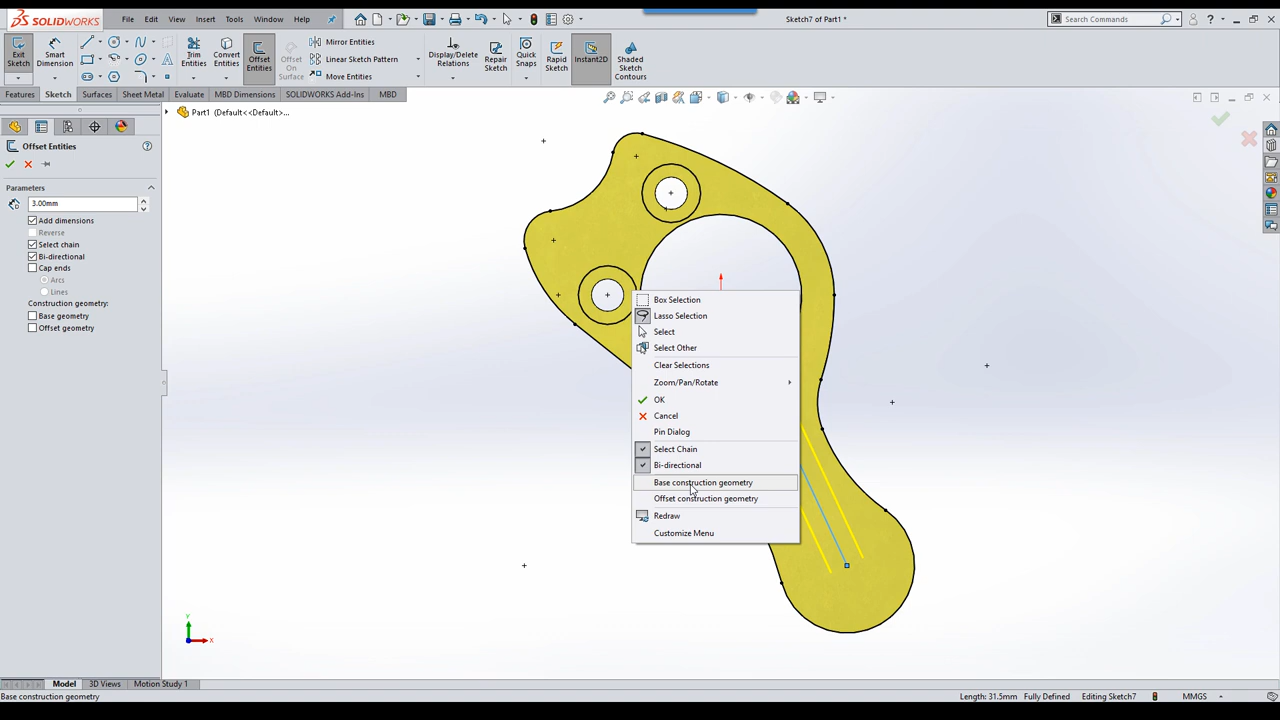 SOLIDWORKS File Edit View Insert Tools Window Help Sketch7 of Part1 * Search Commands
Exit Sketch
Smart Dimension
Trim Entities
Convert Entities
Offset Entities
Offset On Surface
Mirror Entities
Linear Sketch Pattern
Move Entities
Display/Delete Relations
Repair Sketch
Quick Snaps
Rapid Sketch
Instant2D
Shaded Sketch Contours
Features Sketch Surfaces Sheet Metal Evaluate MBD Dimensions SOLIDWORKS Add-Ins MBD
Part1 (Default<<Default>...
Offset Entities
Parameters
3.00mm
Add dimensions
Reverse
Select chain
Bi-directional
Cap ends
Arcs
Lines
Construction geometry:
Base geometry
Offset geometry
Box Selection
Lasso Selection
Select
Select Other
Clear Selections
Zoom/Pan/Rotate
OK
Cancel
Pin Dialog
Select Chain
Bi-directional
Base construction geometry
Offset construction geometry
Redraw
Customize Menu
Y
X
Model 3D Views Motion Study 1
Base construction geometry Length: 31.5mm Fully Defined Editing Sketch7 MMGS